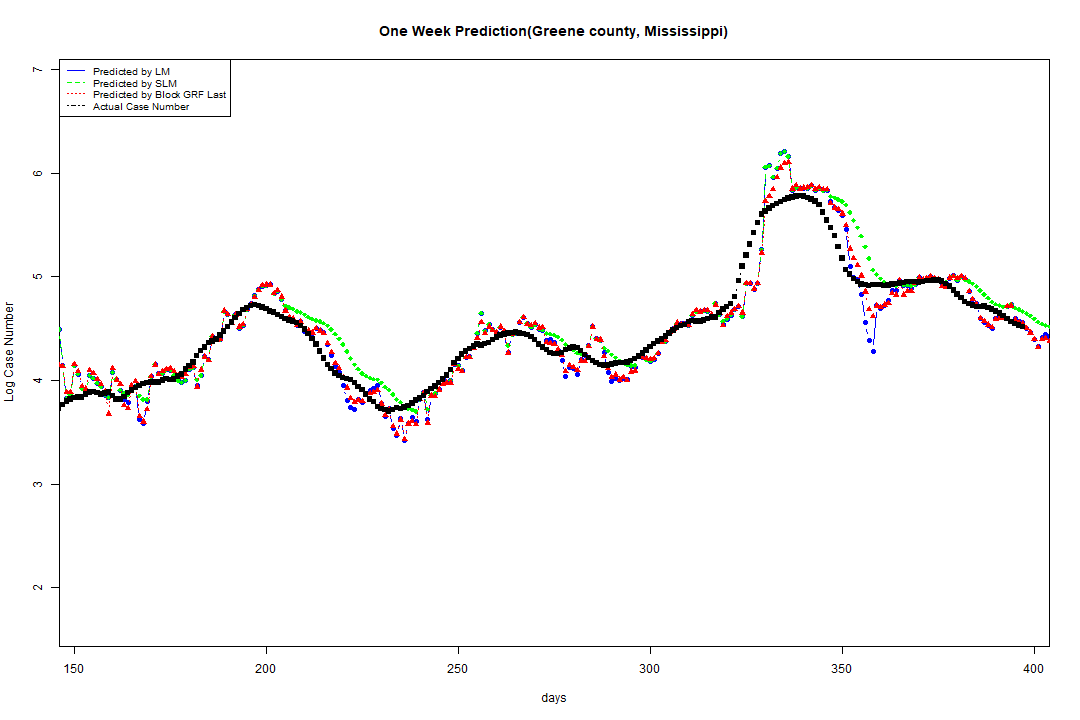 One Week Prediction(Greene county, Mississippi)
Predicted by LM
Predicted by SLM
Predicted by Block GRF Last
Actual Case Number
7
6
5
4
3
2
Log Case Number
150 200 250 300 350 400
days